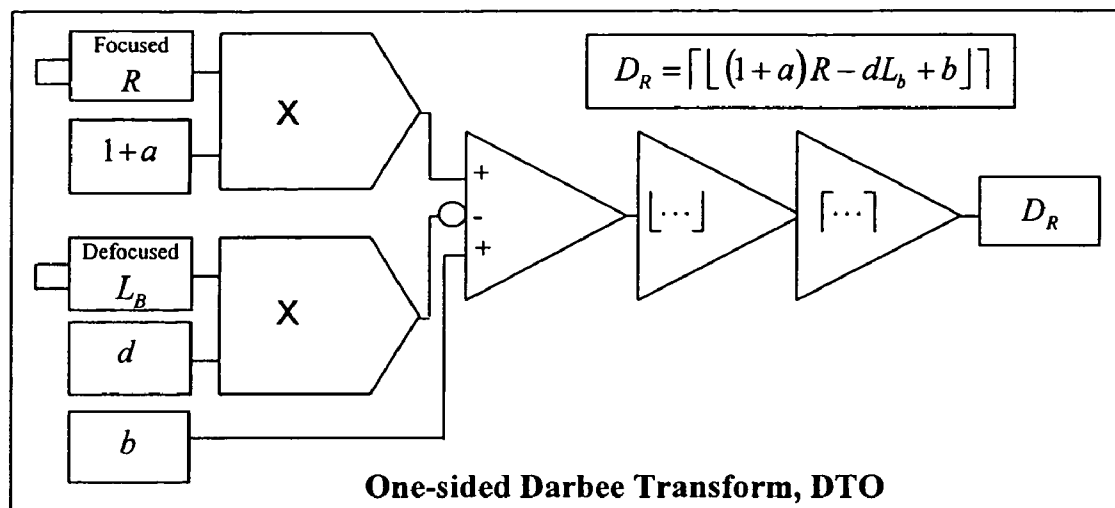 Focused
R
D_R = ⌈⌊(1+a)R − dL_b + b⌋⌉
X
1+a
+
-
+
⌊⋯⌋
⌈⋯⌉
D_R
Defocused
L_B
X
d
b
One-sided Darbee Transform, DTO